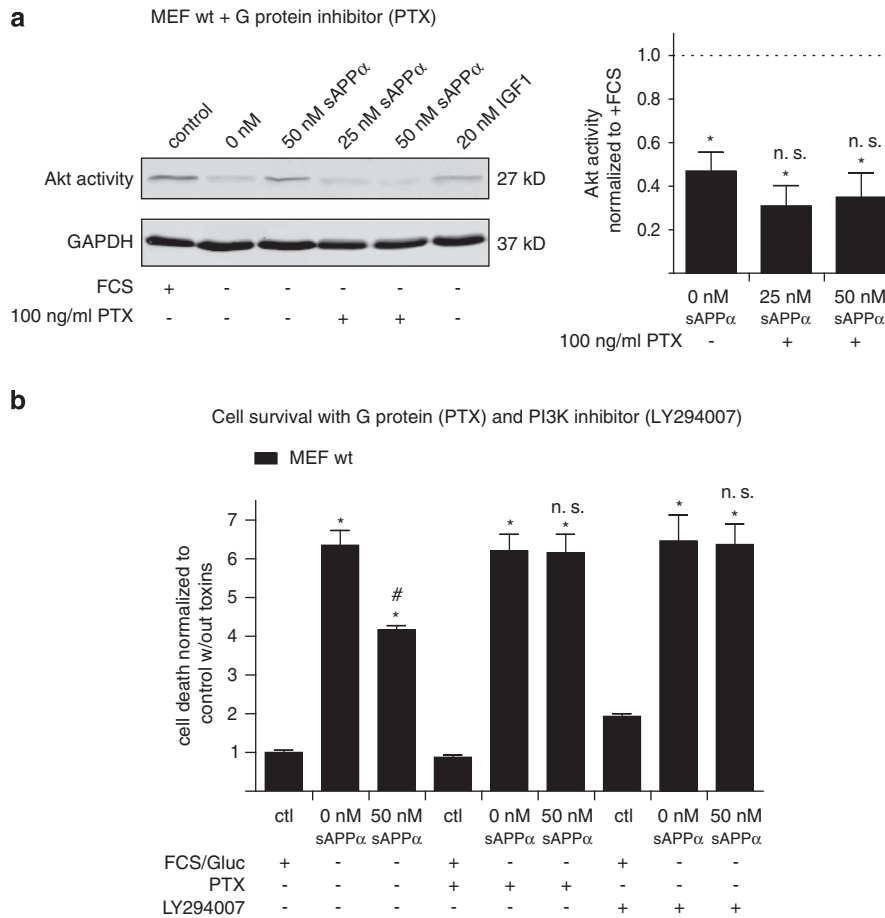 a
MEF wt + G protein inhibitor (PTX)
control
0 nM
50 nM sAPPα
25 nM sAPPα
50 nM sAPPα
20 nM IGF1
Akt activity
27 kD
GAPDH
37 kD
FCS + - - - - -
100 ng/ml PTX - - - + + -
Akt activity
normalized to +FCS
1.0
0.6
0.4
0.2
*
n. s.
*
n. s.
*
0 nM 25 nM 50 nM
sAPPα sAPPα sAPPα
100 ng/ml PTX - + +
b
Cell survival with G protein (PTX) and PI3K inhibitor (LY294007)
MEF wt
cell death normalized to
control w/out toxins
7
6
5
4
3
2
1
*
#
*
*
n. s.
*
*
n. s.
*
ctl 0 nM 50 nM ctl 0 nM 50 nM ctl 0 nM 50 nM
sAPPα sAPPα sAPPα sAPPα sAPPα sAPPα
FCS/Gluc + - - + - - + - -
PTX - - - + + + - - -
LY294007 - - - - - - + + +